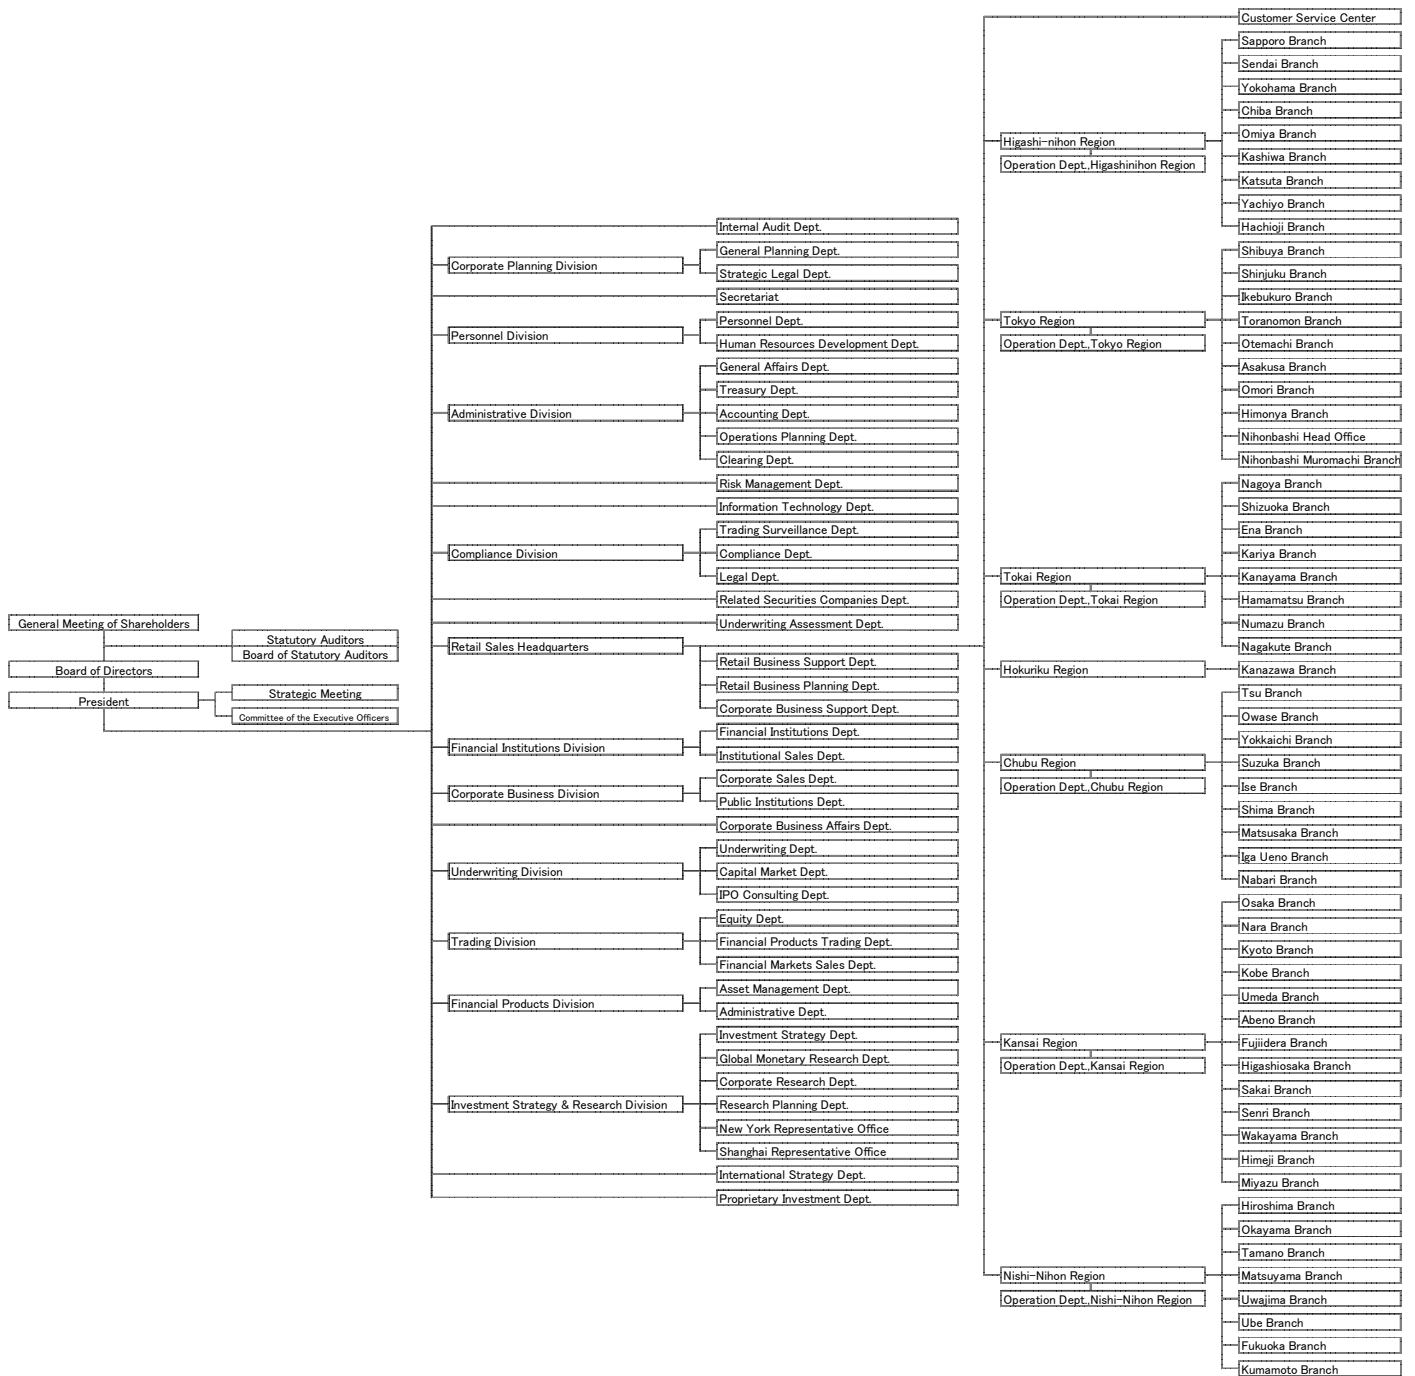 General Meeting of Shareholders
Statutory Auditors
Board of Statutory Auditors
Board of Directors
President
Strategic Meeting
Committee of the Executive Officers
Internal Audit Dept.
Corporate Planning Division
General Planning Dept.
Strategic Legal Dept.
Secretariat
Personnel Division
Personnel Dept.
Human Resources Development Dept.
Administrative Division
General Affairs Dept.
Treasury Dept.
Accounting Dept.
Operations Planning Dept.
Clearing Dept.
Risk Management Dept.
Information Technology Dept.
Compliance Division
Trading Surveillance Dept.
Compliance Dept.
Legal Dept.
Related Securities Companies Dept.
Underwriting Assessment Dept.
Retail Sales Headquarters
Retail Business Support Dept.
Retail Business Planning Dept.
Corporate Business Support Dept.
Financial Institutions Division
Financial Institutions Dept.
Institutional Sales Dept.
Corporate Business Division
Corporate Sales Dept.
Public Institutions Dept.
Corporate Business Affairs Dept.
Underwriting Division
Underwriting Dept.
Capital Market Dept.
IPO Consulting Dept.
Trading Division
Equity Dept.
Financial Products Trading Dept.
Financial Markets Sales Dept.
Financial Products Division
Asset Management Dept.
Administrative Dept.
Investment Strategy & Research Division
Investment Strategy Dept.
Global Monetary Research Dept.
Corporate Research Dept.
Research Planning Dept.
New York Representative Office
Shanghai Representative Office
International Strategy Dept.
Proprietary Investment Dept.
Customer Service Center
Higashi-nihon Region
Operation Dept.,Higashinihon Region
Sapporo Branch
Sendai Branch
Yokohama Branch
Chiba Branch
Omiya Branch
Kashiwa Branch
Katsuta Branch
Yachiyo Branch
Hachioji Branch
Tokyo Region
Operation Dept.,Tokyo Region
Shibuya Branch
Shinjuku Branch
Ikebukuro Branch
Toranomon Branch
Otemachi Branch
Asakusa Branch
Omori Branch
Himonya Branch
Nihonbashi Head Office
Nihonbashi Muromachi Branch
Tokai Region
Operation Dept.,Tokai Region
Nagoya Branch
Shizuoka Branch
Ena Branch
Kariya Branch
Kanayama Branch
Hamamatsu Branch
Numazu Branch
Nagakute Branch
Hokuriku Region
Kanazawa Branch
Chubu Region
Operation Dept.,Chubu Region
Tsu Branch
Owase Branch
Yokkaichi Branch
Suzuka Branch
Ise Branch
Shima Branch
Matsusaka Branch
Iga Ueno Branch
Nabari Branch
Kansai Region
Operation Dept.,Kansai Region
Osaka Branch
Nara Branch
Kyoto Branch
Kobe Branch
Umeda Branch
Abeno Branch
Fujiidera Branch
Higashiosaka Branch
Sakai Branch
Senri Branch
Wakayama Branch
Himeji Branch
Miyazu Branch
Nishi-Nihon Region
Operation Dept.,Nishi-Nihon Region
Hiroshima Branch
Okayama Branch
Tamano Branch
Matsuyama Branch
Uwajima Branch
Ube Branch
Fukuoka Branch
Kumamoto Branch